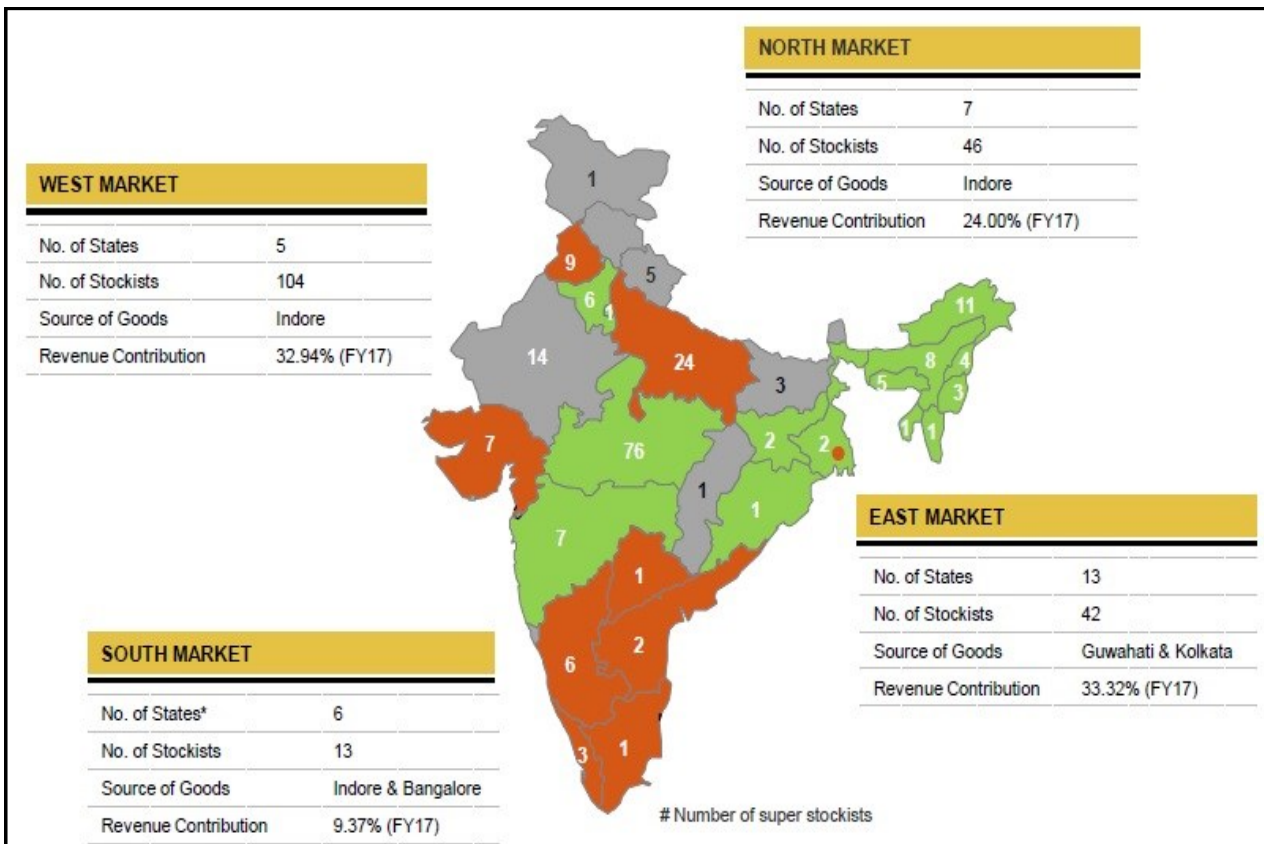 NORTH MARKET
No. of States 7
No. of Stockists 46
Source of Goods Indore
Revenue Contribution 24.00% (FY17)
WEST MARKET
No. of States 5
No. of Stockists 104
Source of Goods Indore
Revenue Contribution 32.94% (FY17)
1
9
5
6
1
14
24
3
11
8
4
5
3
1
1
7
76
2
2
1
1
7
1
2
6
3
1
EAST MARKET
No. of States 13
No. of Stockists 42
Source of Goods Guwahati & Kolkata
Revenue Contribution 33.32% (FY17)
SOUTH MARKET
No. of States* 6
No. of Stockists 13
Source of Goods Indore & Bangalore
Revenue Contribution 9.37% (FY17)
# Number of super stockists